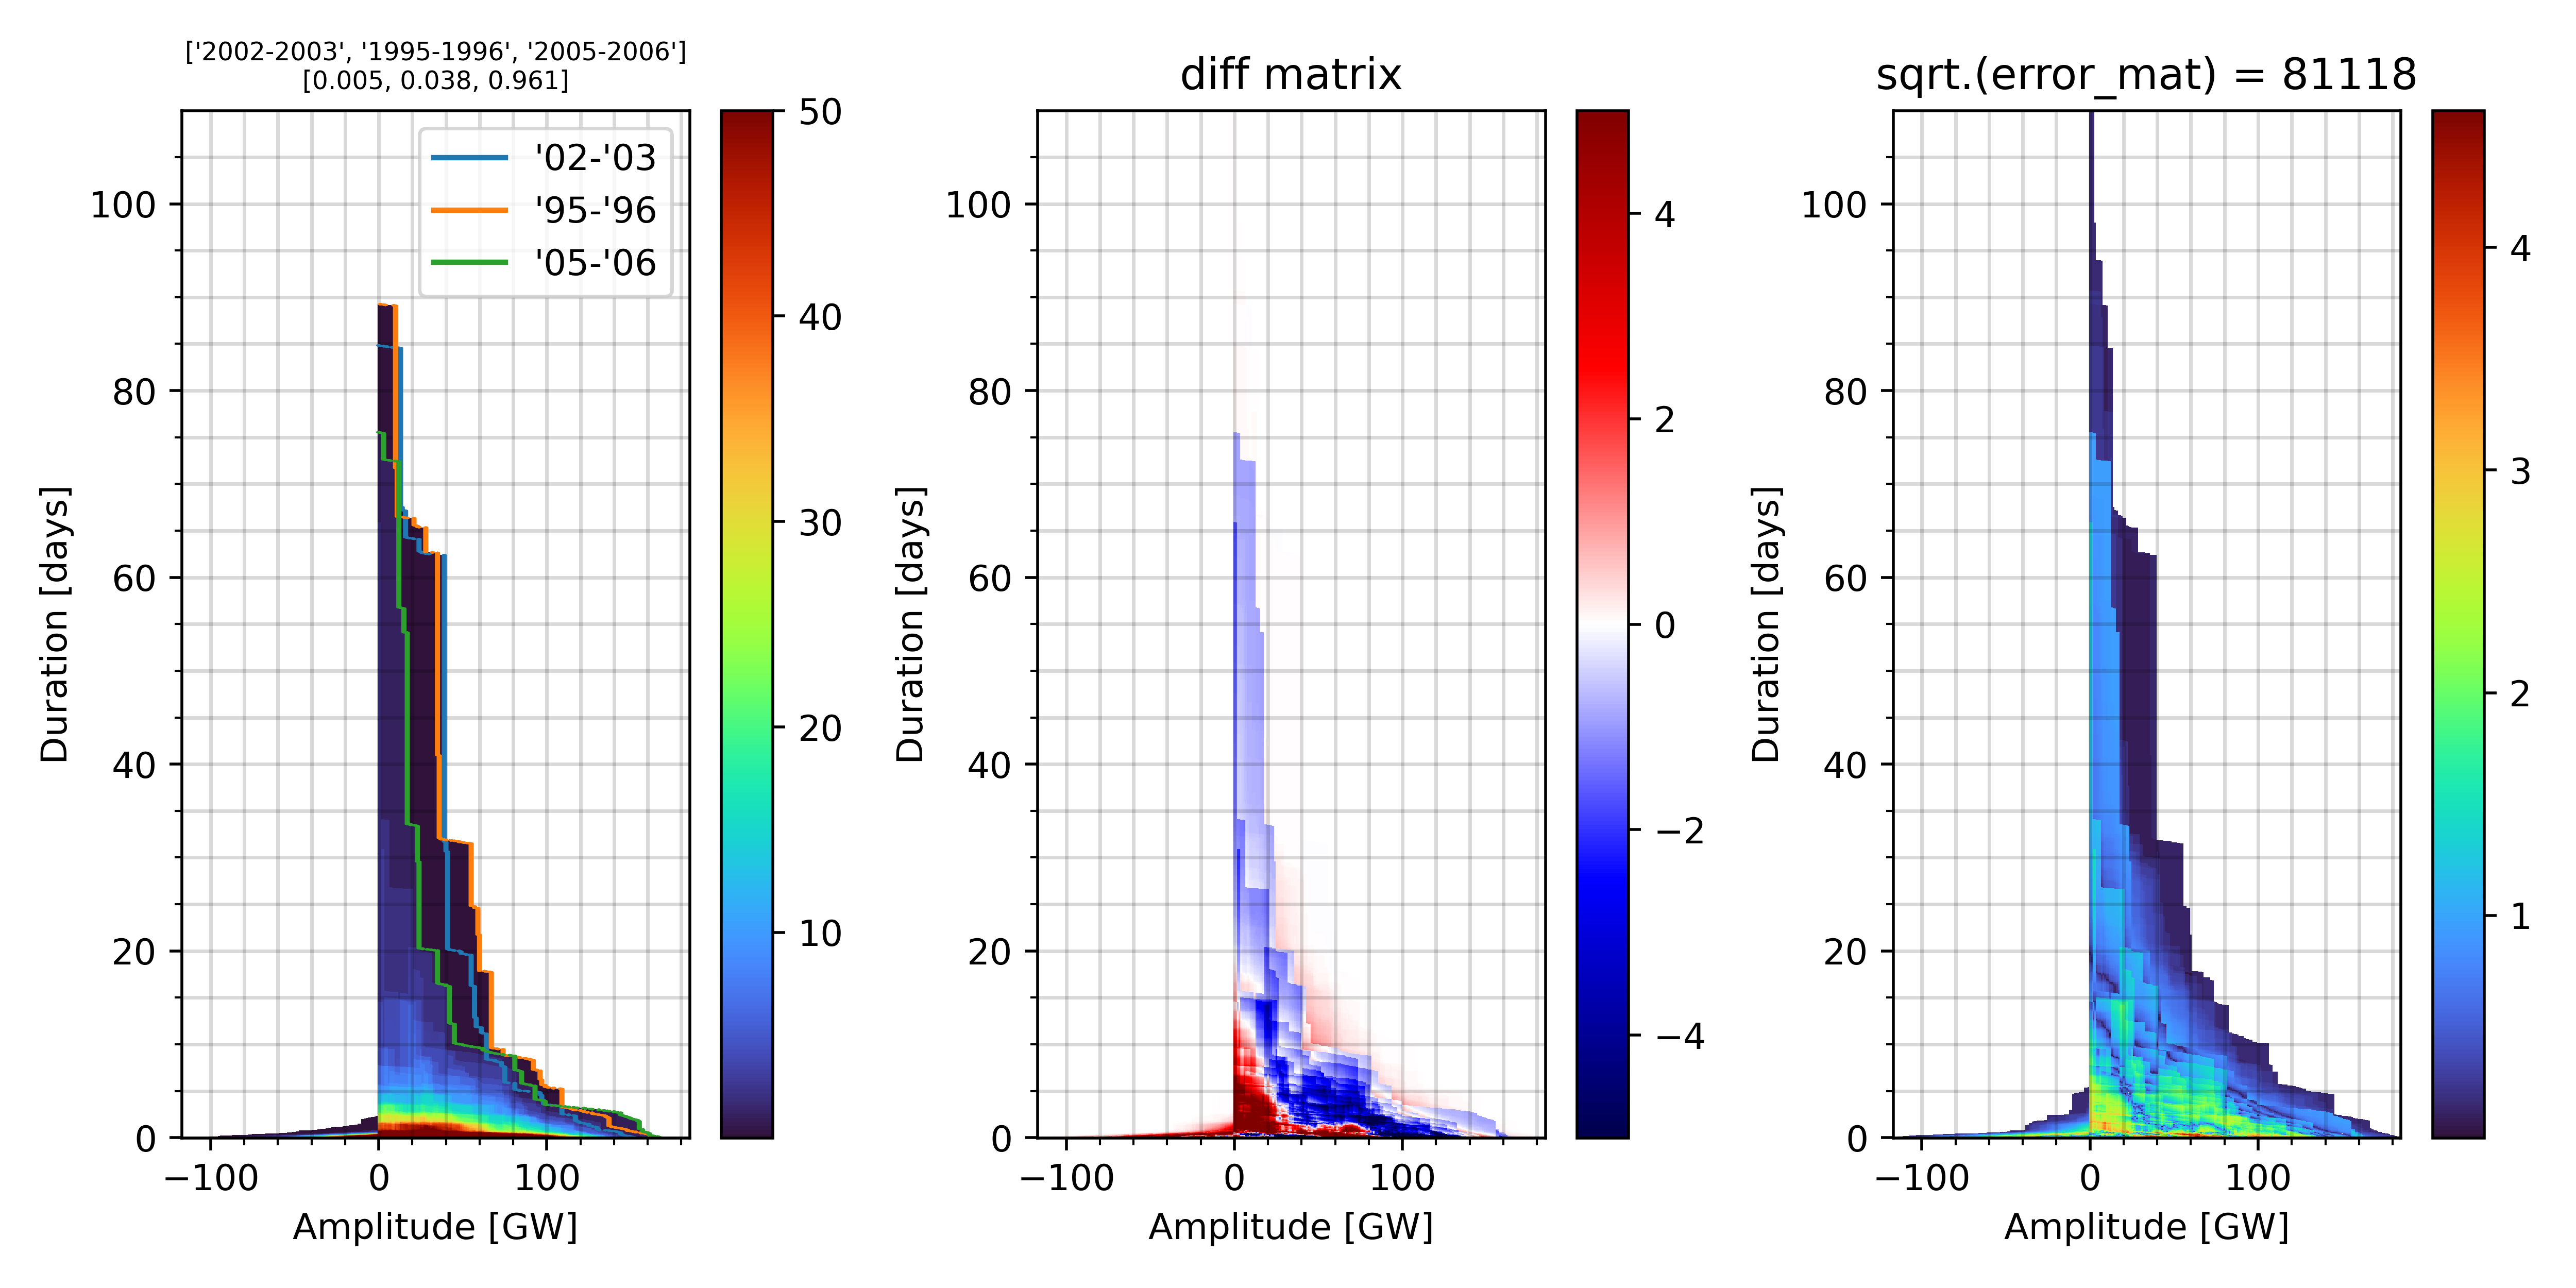 ['2002-2003', '1995-1996', '2005-2006']
[0.005, 0.038, 0.961]
'02-'03
'95-'96
'05-'06
100
80
60
40
20
0
Duration [days]
−100 0 100
Amplitude [GW]
50
40
30
20
10
diff matrix
100
80
60
40
20
0
Duration [days]
−100 0 100
Amplitude [GW]
4
2
0
−2
−4
sqrt.(error_mat) = 81118
100
80
60
40
20
0
Duration [days]
−100 0 100
Amplitude [GW]
4
3
2
1